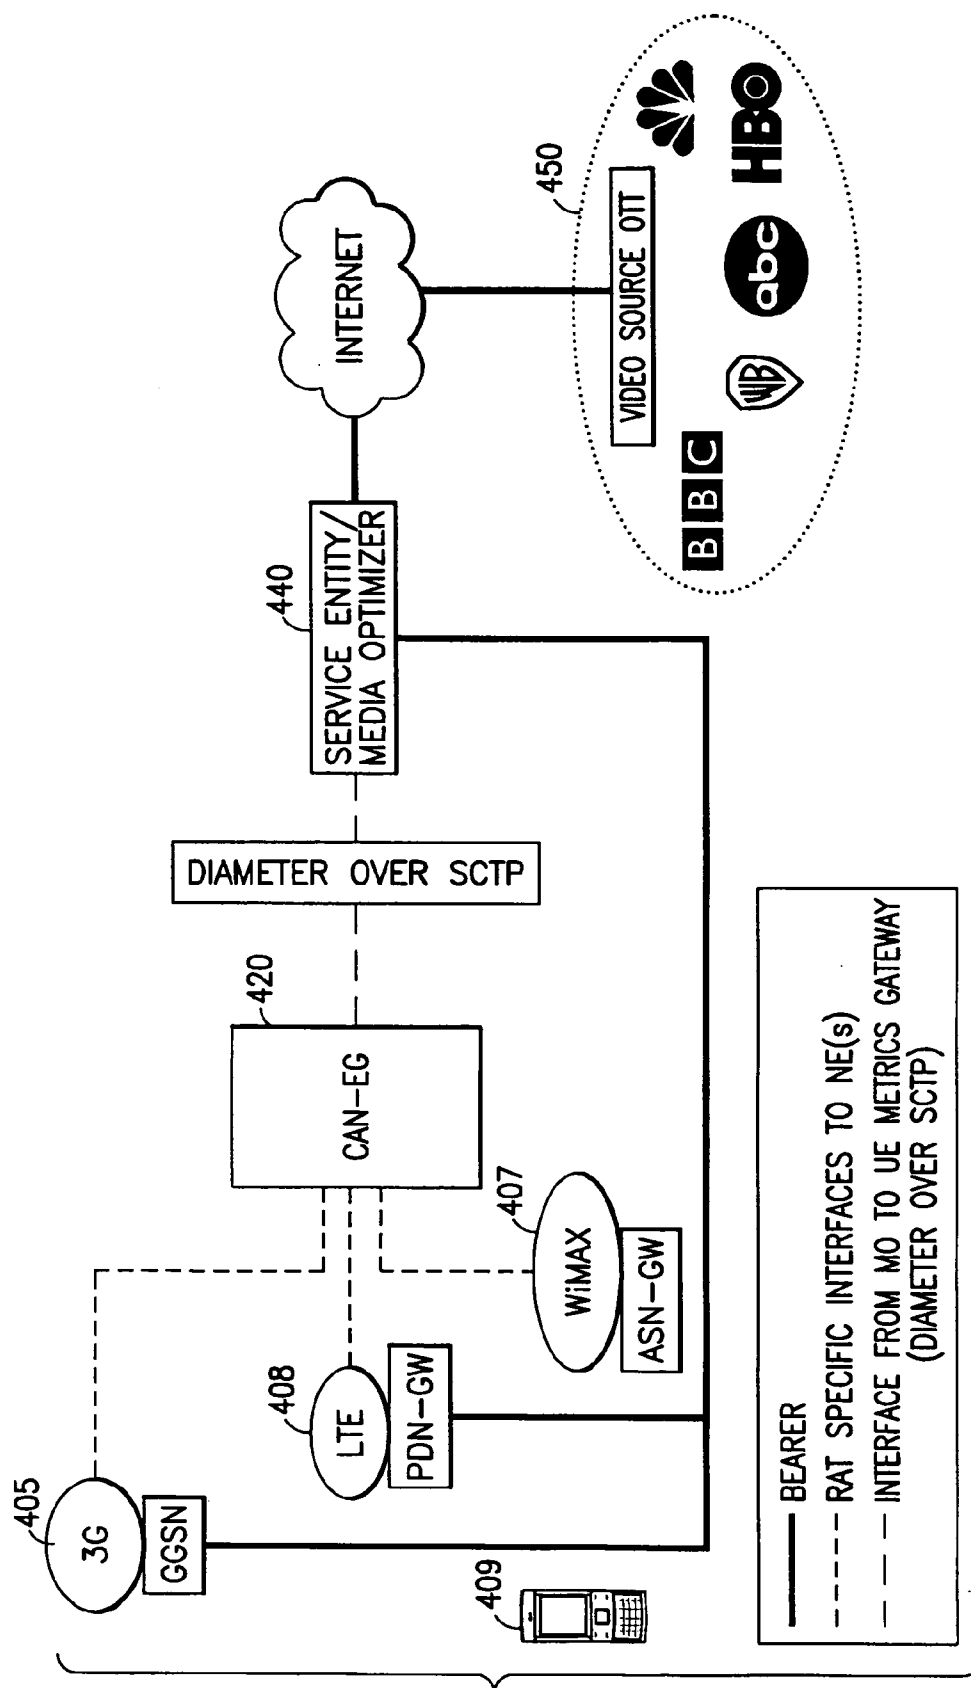 405
3G
GGSN
408
LTE
PDN-GW
407
WiMAX
ASN-GW
409
420
CAN-EG
DIAMETER OVER SCTP
440
SERVICE ENTITY/
MEDIA OPTIMIZER
INTERNET
450
VIDEO SOURCE OTT
BBC
WB
abc
HBO
BEARER
RAT SPECIFIC INTERFACES TO NE(s)
INTERFACE FROM MO TO UE METRICS GATEWAY
(DIAMETER OVER SCTP)